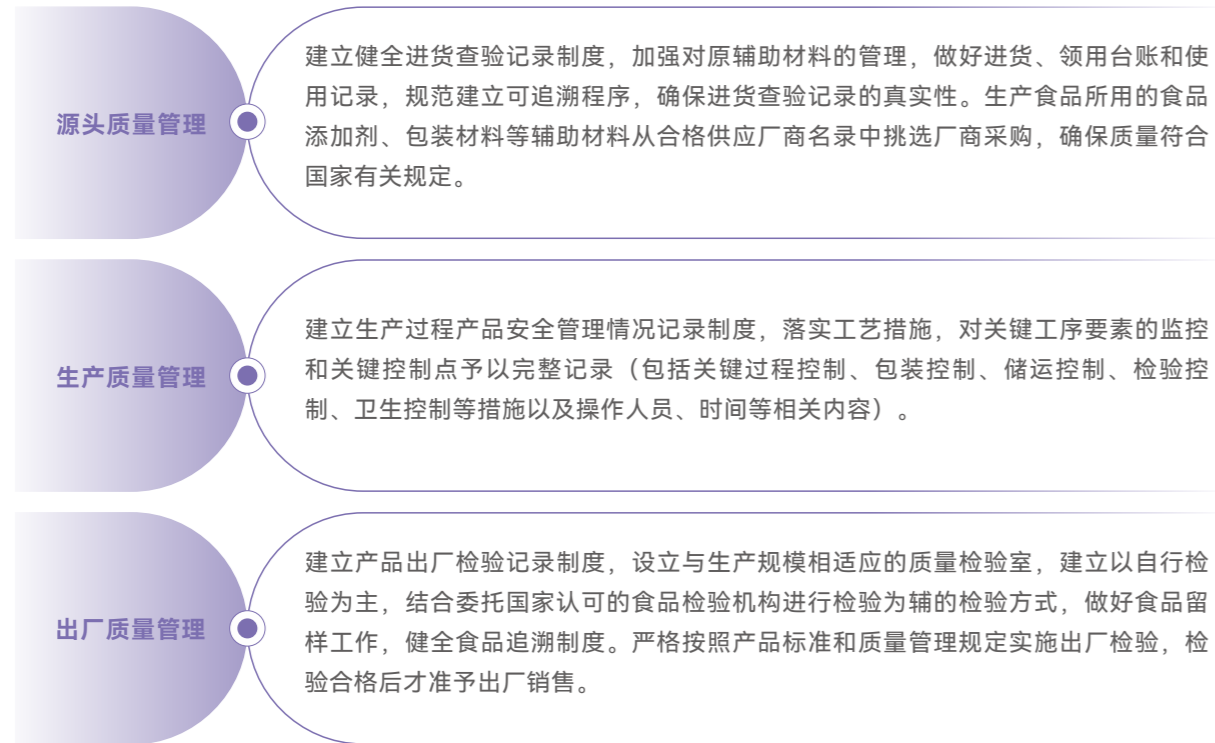 源头质量管理
建立健全进货查验记录制度，加强对原辅助材料的管理，做好进货、领用台账和使
用记录，规范建立可追溯程序，确保进货查验记录的真实性。生产食品所用的食品
添加剂、包装材料等辅助材料从合格供应厂商名录中挑选厂商采购，确保质量符合
国家有关规定。
生产质量管理
建立生产过程产品安全管理情况记录制度，落实工艺措施，对关键工序要素的监控
和关键控制点予以完整记录（包括关键过程控制、包装控制、储运控制、检验控
制、卫生控制等措施以及操作人员、时间等相关内容）。
出厂质量管理
建立产品出厂检验记录制度，设立与生产规模相适应的质量检验室，建立以自行检
验为主，结合委托国家认可的食品检验机构进行检验为辅的检验方式，做好食品留
样工作，健全食品追溯制度。严格按照产品标准和质量管理规定实施出厂检验，检
验合格后才准予出厂销售。